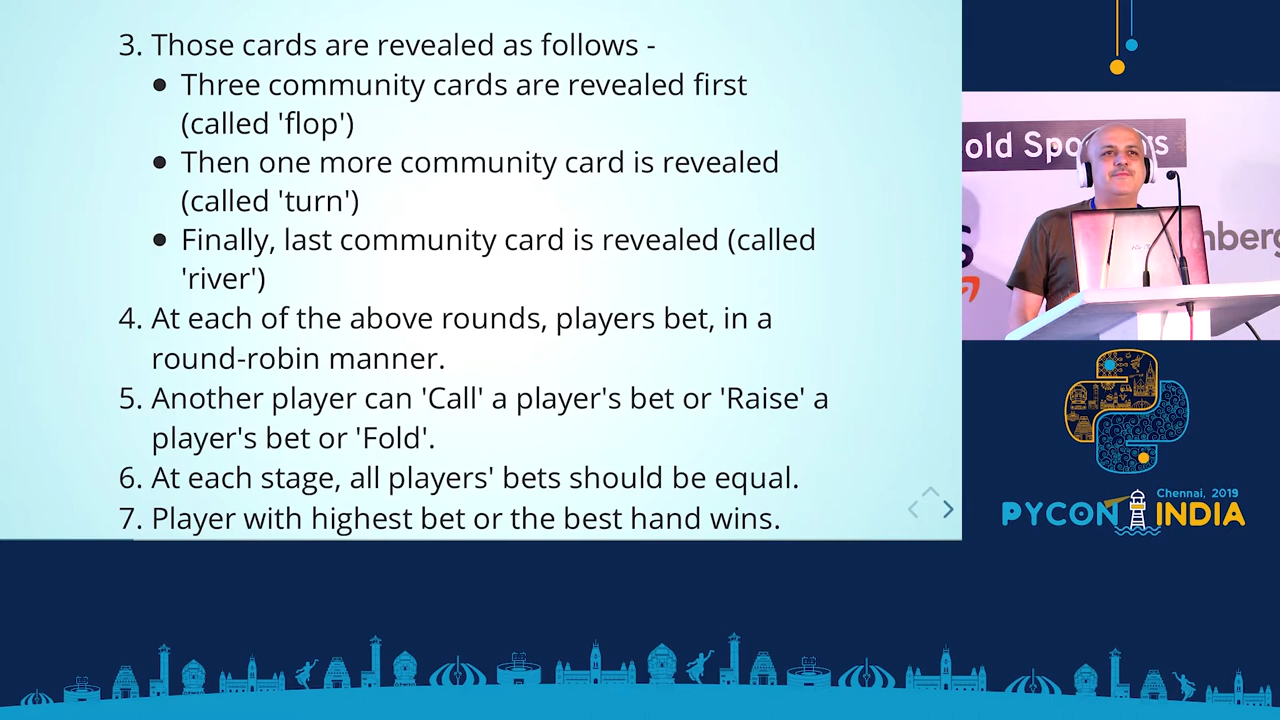 3. Those cards are revealed as follows -
• Three community cards are revealed first
(called 'flop')
• Then one more community card is revealed
(called 'turn')
• Finally, last community card is revealed (called
'river')
4. At each of the above rounds, players bet, in a
round-robin manner.
5. Another player can 'Call' a player's bet or 'Raise' a
player's bet or 'Fold'.
6. At each stage, all players' bets should be equal.
7. Player with highest bet or the best hand wins.
Chennai, 2019
PYCON INDIA